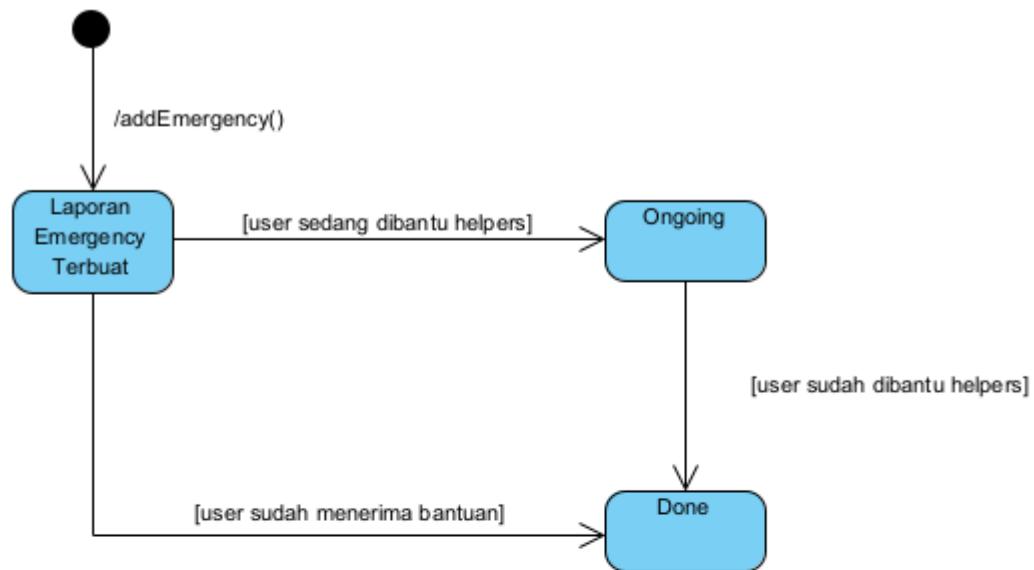 /addEmergency()
Laporan
Emergency
Terbuat
[user sedang dibantu helpers]
Ongoing
[user sudah dibantu helpers]
[user sudah menerima bantuan]
Done